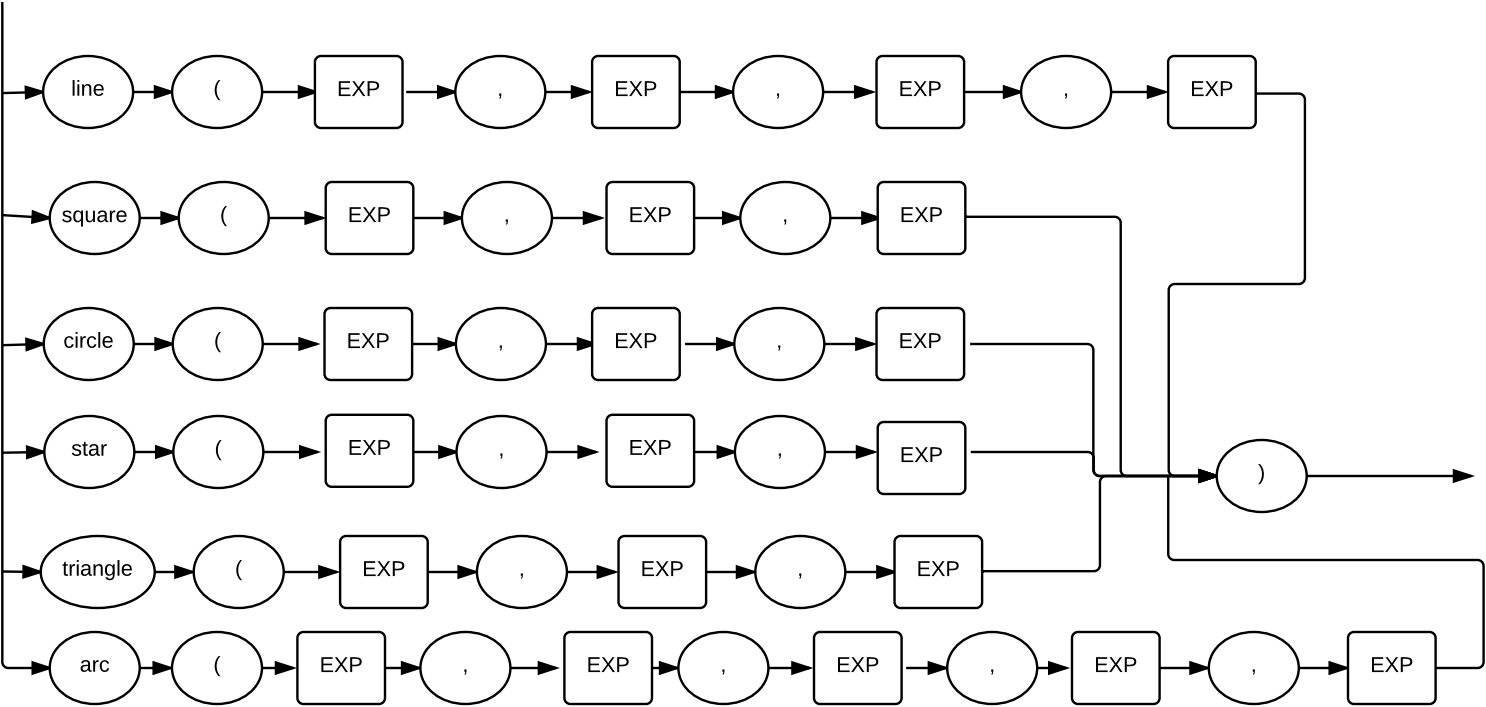 line ( EXP , EXP , EXP , EXP
square ( EXP , EXP , EXP
circle ( EXP , EXP , EXP
star ( EXP , EXP , EXP
)
triangle ( EXP , EXP , EXP
arc ( EXP , EXP , EXP , EXP , EXP